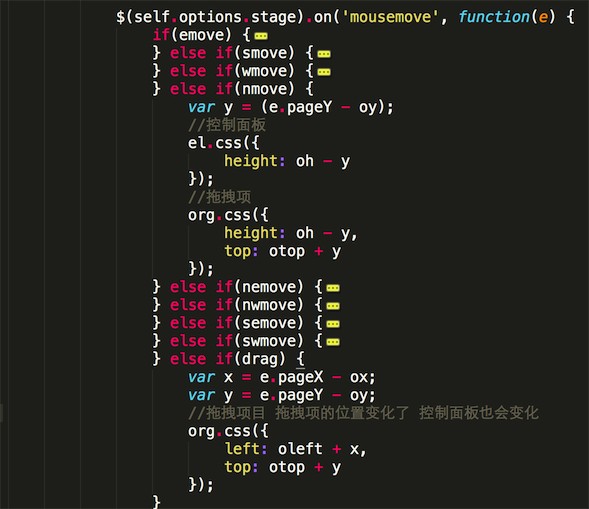 $(self.options.stage).on('mousemove', function(e) {
if(emove) {
} else if(smove) {
} else if(wmove) {
} else if(nmove) {
var y = (e.pageY - oy);
//控制面板
el.css({
height: oh - y
});
//拖拽项
org.css({
height: oh - y,
top: otop + y
});
} else if(nemove) {
} else if(nwmove) {
} else if(semove) {
} else if(swmove) {
} else if(drag) {
var x = e.pageX - ox;
var y = e.pageY - oy;
//拖拽项目 拖拽项的位置变化了 控制面板也会变化
org.css({
left: oleft + x,
top: otop + y
});
}